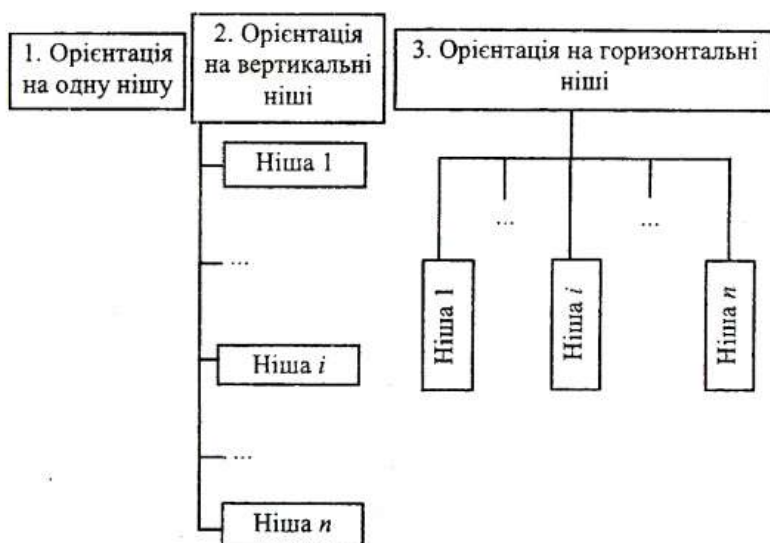 1. Орієнтація
на одну нішу
2. Орієнтація
на вертикальні
ніші
3. Орієнтація на горизонтальні
ніші
Ніша 1
...
Ніша i
...
Ніша n
...
...
Ніша 1
Ніша i
Ніша n